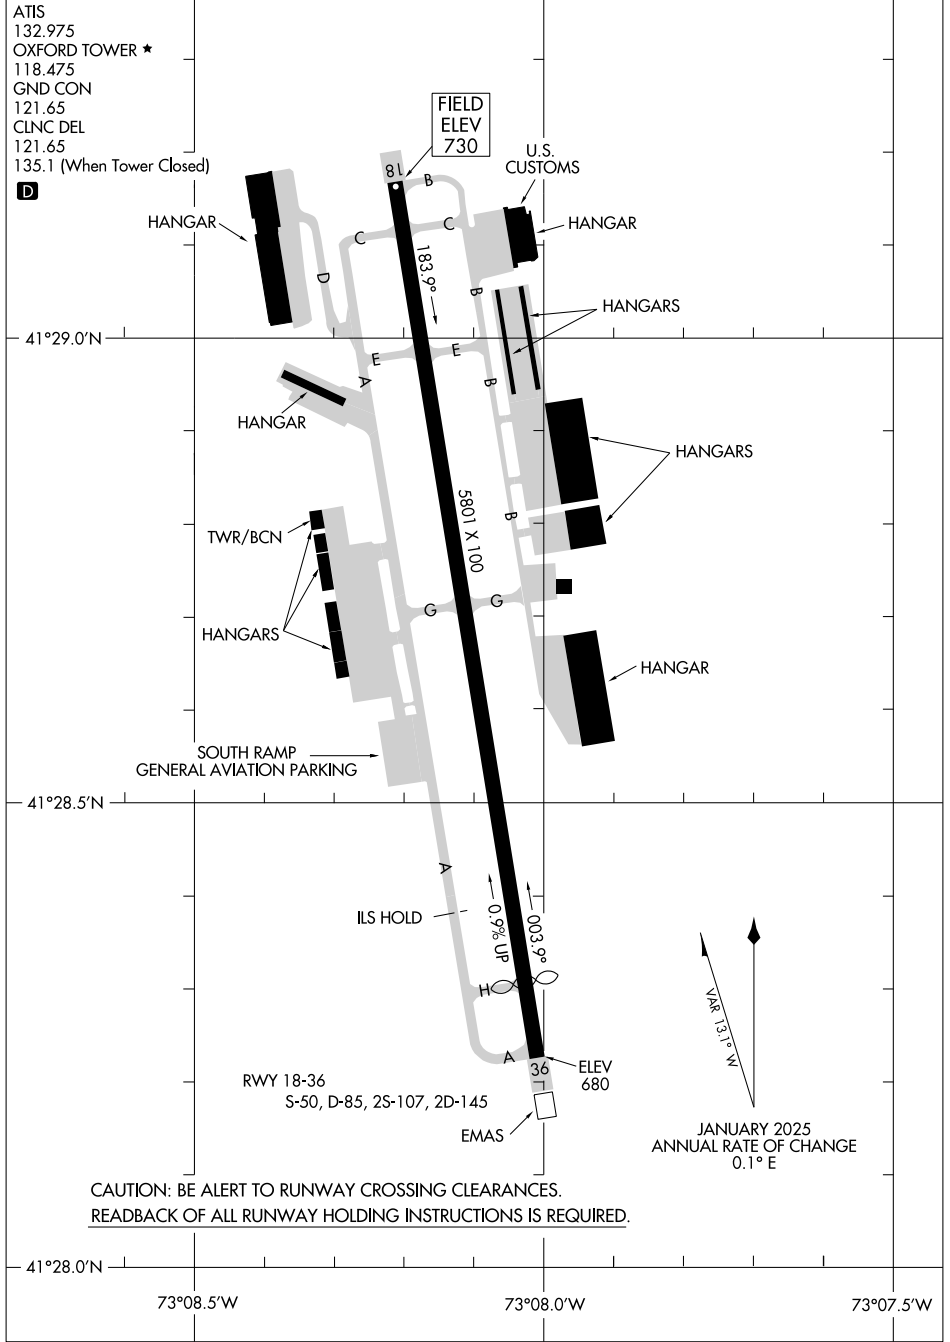 ATIS
132.975
OXFORD TOWER ★
118.475
GND CON
121.65
CLNC DEL
121.65
135.1 (When Tower Closed)
D
FIELD
ELEV
730
U.S.
CUSTOMS
HANGAR
HANGAR
18
B
C
C
D
183.9°
B
HANGARS
41°29.0'N
E
E
A
B
HANGAR
HANGARS
5801 X 100
B
TWR/BCN
HANGARS
G
G
HANGAR
SOUTH RAMP
GENERAL AVIATION PARKING
41°28.5'N
A
ILS HOLD
0.9% UP
003.9°
H
VAR 13.1° W
A
36
ELEV
680
RWY 18-36
S-50, D-85, 2S-107, 2D-145
EMAS
JANUARY 2025
ANNUAL RATE OF CHANGE
0.1° E
CAUTION: BE ALERT TO RUNWAY CROSSING CLEARANCES.
READBACK OF ALL RUNWAY HOLDING INSTRUCTIONS IS REQUIRED.
41°28.0'N
73°08.5'W
73°08.0'W
73°07.5'W